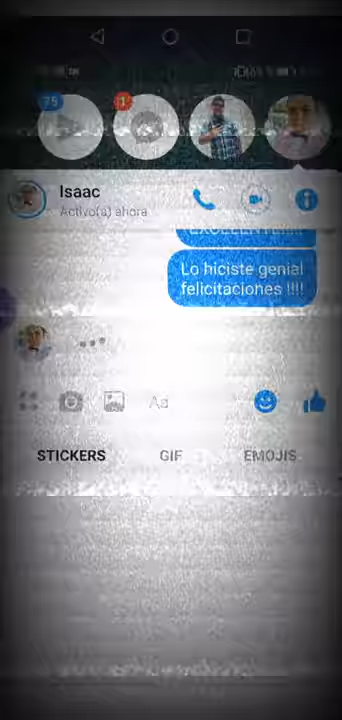 75
1
Isaac
Activo(a) ahora
Lo hiciste genial
felicitaciones !!!!
Aa
STICKERS
GIF
EMOJIS